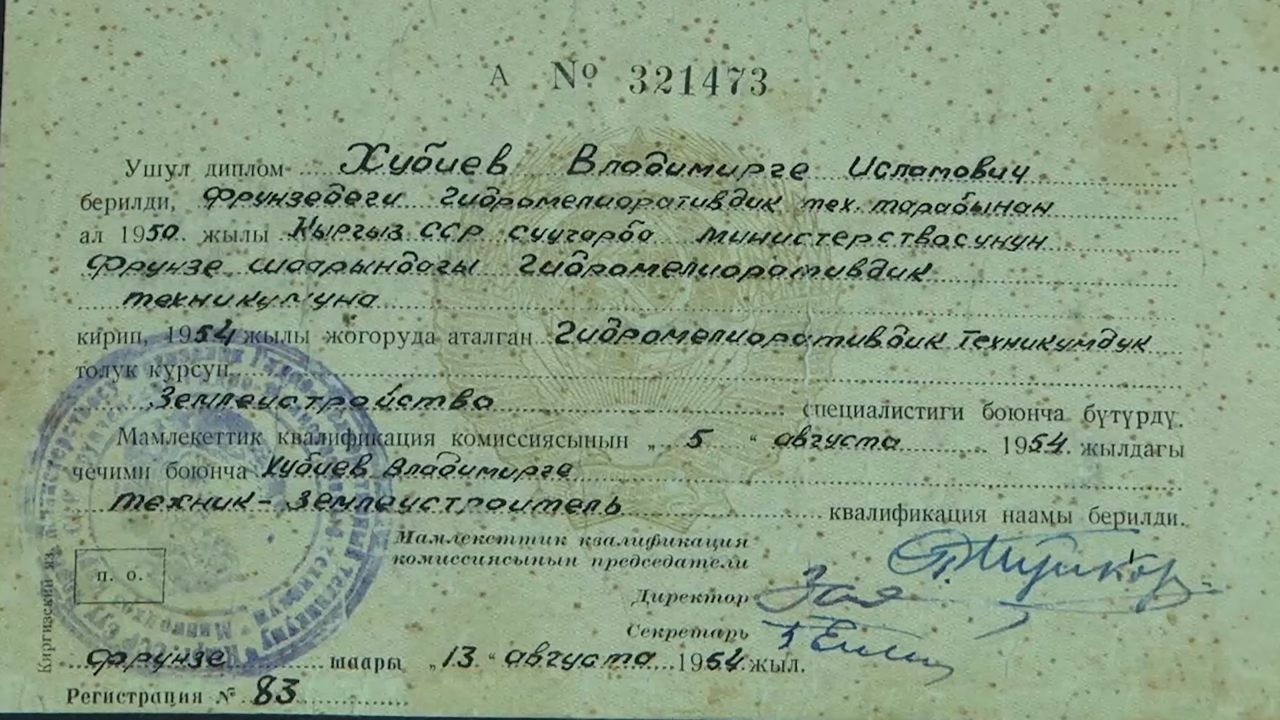 А № 321473
Ушул диплом Хубиев Владимирге Исламович
берилди, Фрунзедеги гидромелиоративдик тех. тарабынан
ал 1950 жылы Кыргыз ССР суучарба министерствосунун
Фрунзе шаарындагы гидромелиоративдик
техникумуна
кирип, 1954 жылы жогоруда аталган гидромелиоративдик техникумдук
толук курсун
Землеустройство специалистиги боюнча бүтүрдү.
Мамлекеттик квалификация комиссиясынын „ 5 “ августа 1954. жылдагы
чечими боюнча Хубиев Владимирге
техник-землеустроитель квалификация наамы берилди.
Мамлекеттик квалификация
комиссиясынын председатели
п. о.
Директор
Секретарь
Киргизский яз.
Фрунзе шаары „13“ августа 1954 жыл.
Регистрация № 83